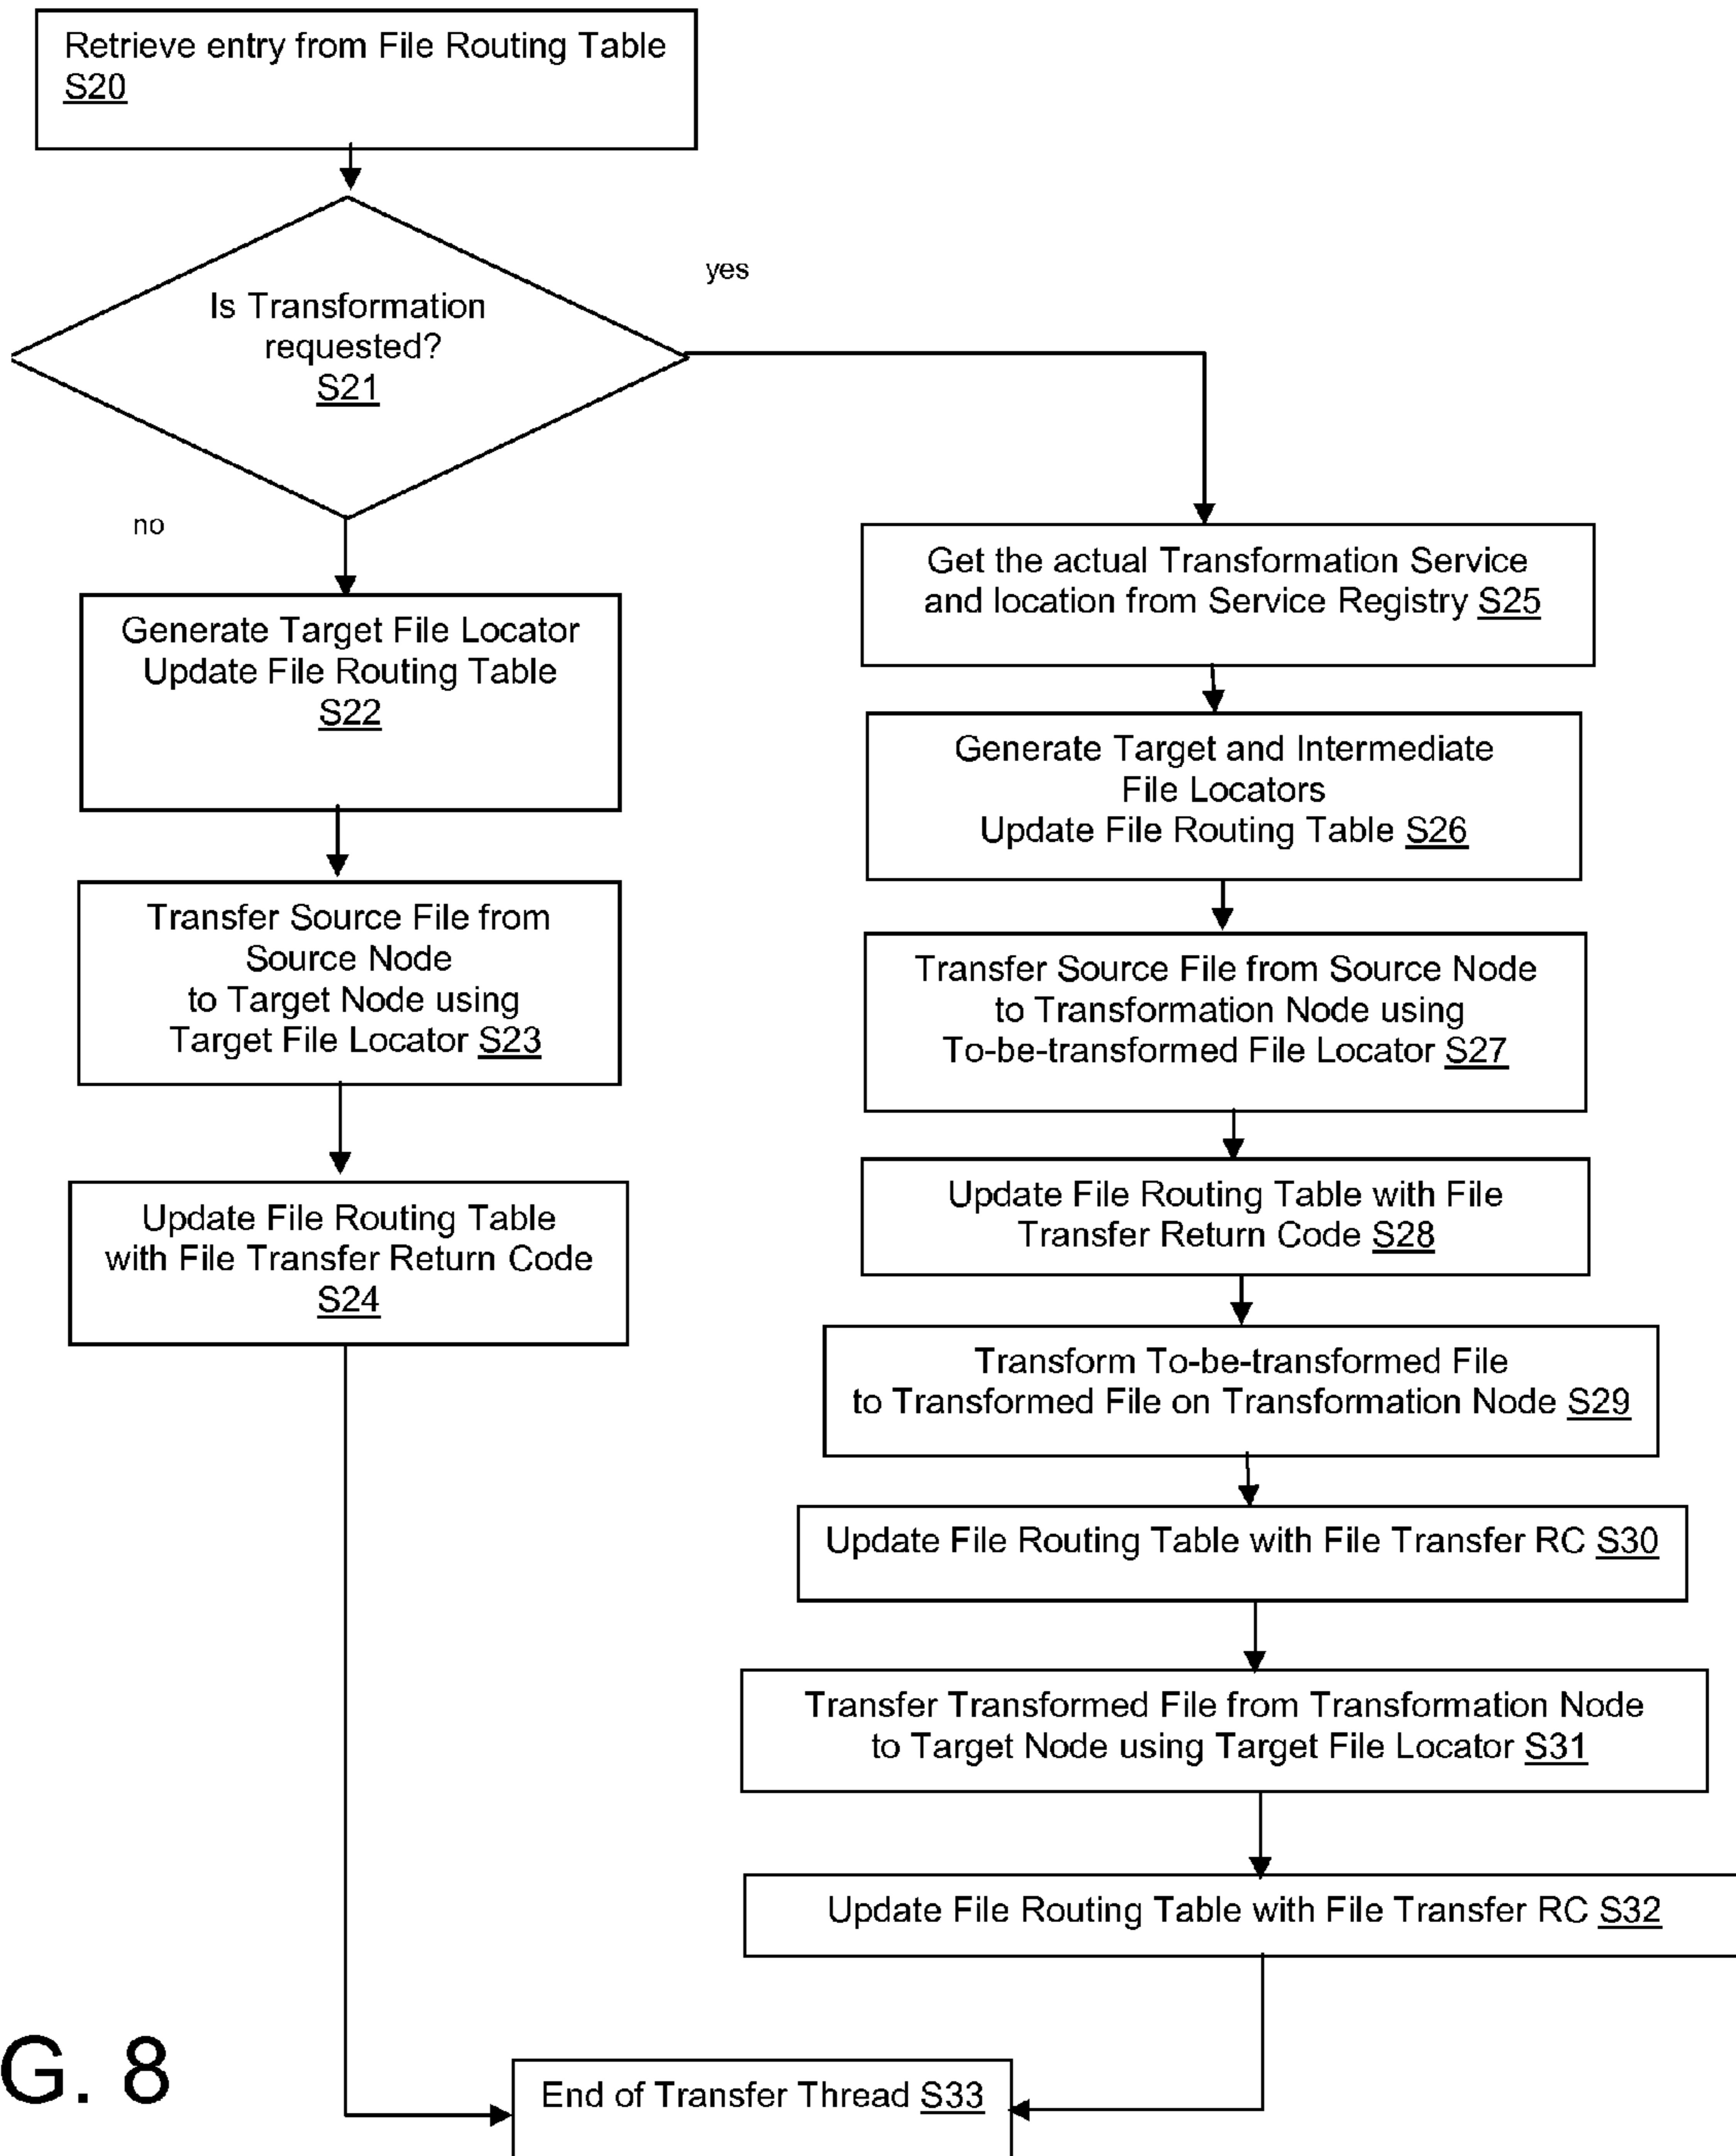 Retrieve entry from File Routing Table
S20
Is Transformation
requested?
S21
yes
no
Generate Target File Locator
Update File Routing Table
S22
Transfer Source File from
Source Node
to Target Node using
Target File Locator S23
Update File Routing Table
with File Transfer Return Code
S24
Get the actual Transformation Service
and location from Service Registry S25
Generate Target and Intermediate
File Locators
Update File Routing Table S26
Transfer Source File from Source Node
to Transformation Node using
To-be-transformed File Locator S27
Update File Routing Table with File
Transfer Return Code S28
Transform To-be-transformed File
to Transformed File on Transformation Node S29
Update File Routing Table with File Transfer RC S30
Transfer Transformed File from Transformation Node
to Target Node using Target File Locator S31
Update File Routing Table with File Transfer RC S32
End of Transfer Thread S33
G. 8